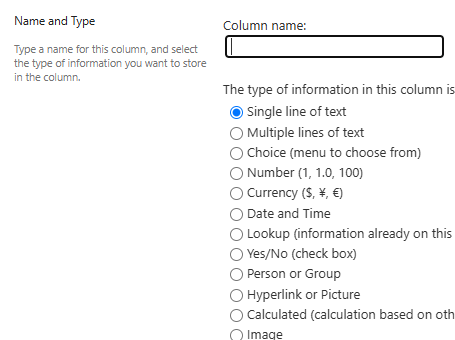 Name and Type
Type a name for this column, and select
the type of information you want to store
in the column.
Column name:
The type of information in this column is
Single line of text
Multiple lines of text
Choice (menu to choose from)
Number (1, 1.0, 100)
Currency ($, ¥, €)
Date and Time
Lookup (information already on this
Yes/No (check box)
Person or Group
Hyperlink or Picture
Calculated (calculation based on oth
Image